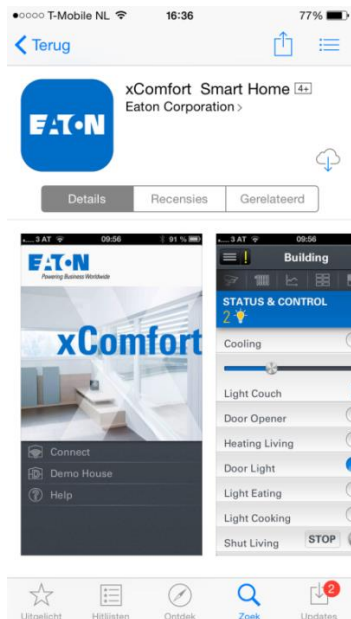 T-Mobile NL 16:36 77%
Terug
xComfort Smart Home 4+
Eaton Corporation >
EATON
Details Recensies Gerelateerd
3 AT 09:56 91 %
EATON
Powering Business Worldwide
xComfort
Connect
Demo House
Help
3 AT 09:56
Building
STATUS & CONTROL
2
Cooling
Light Couch
Door Opener
Heating Living
Door Light
Light Eating
Light Cooking
Shut Living STOP
2
Uitgelicht Hitlijsten Ontdek Zoek Updates